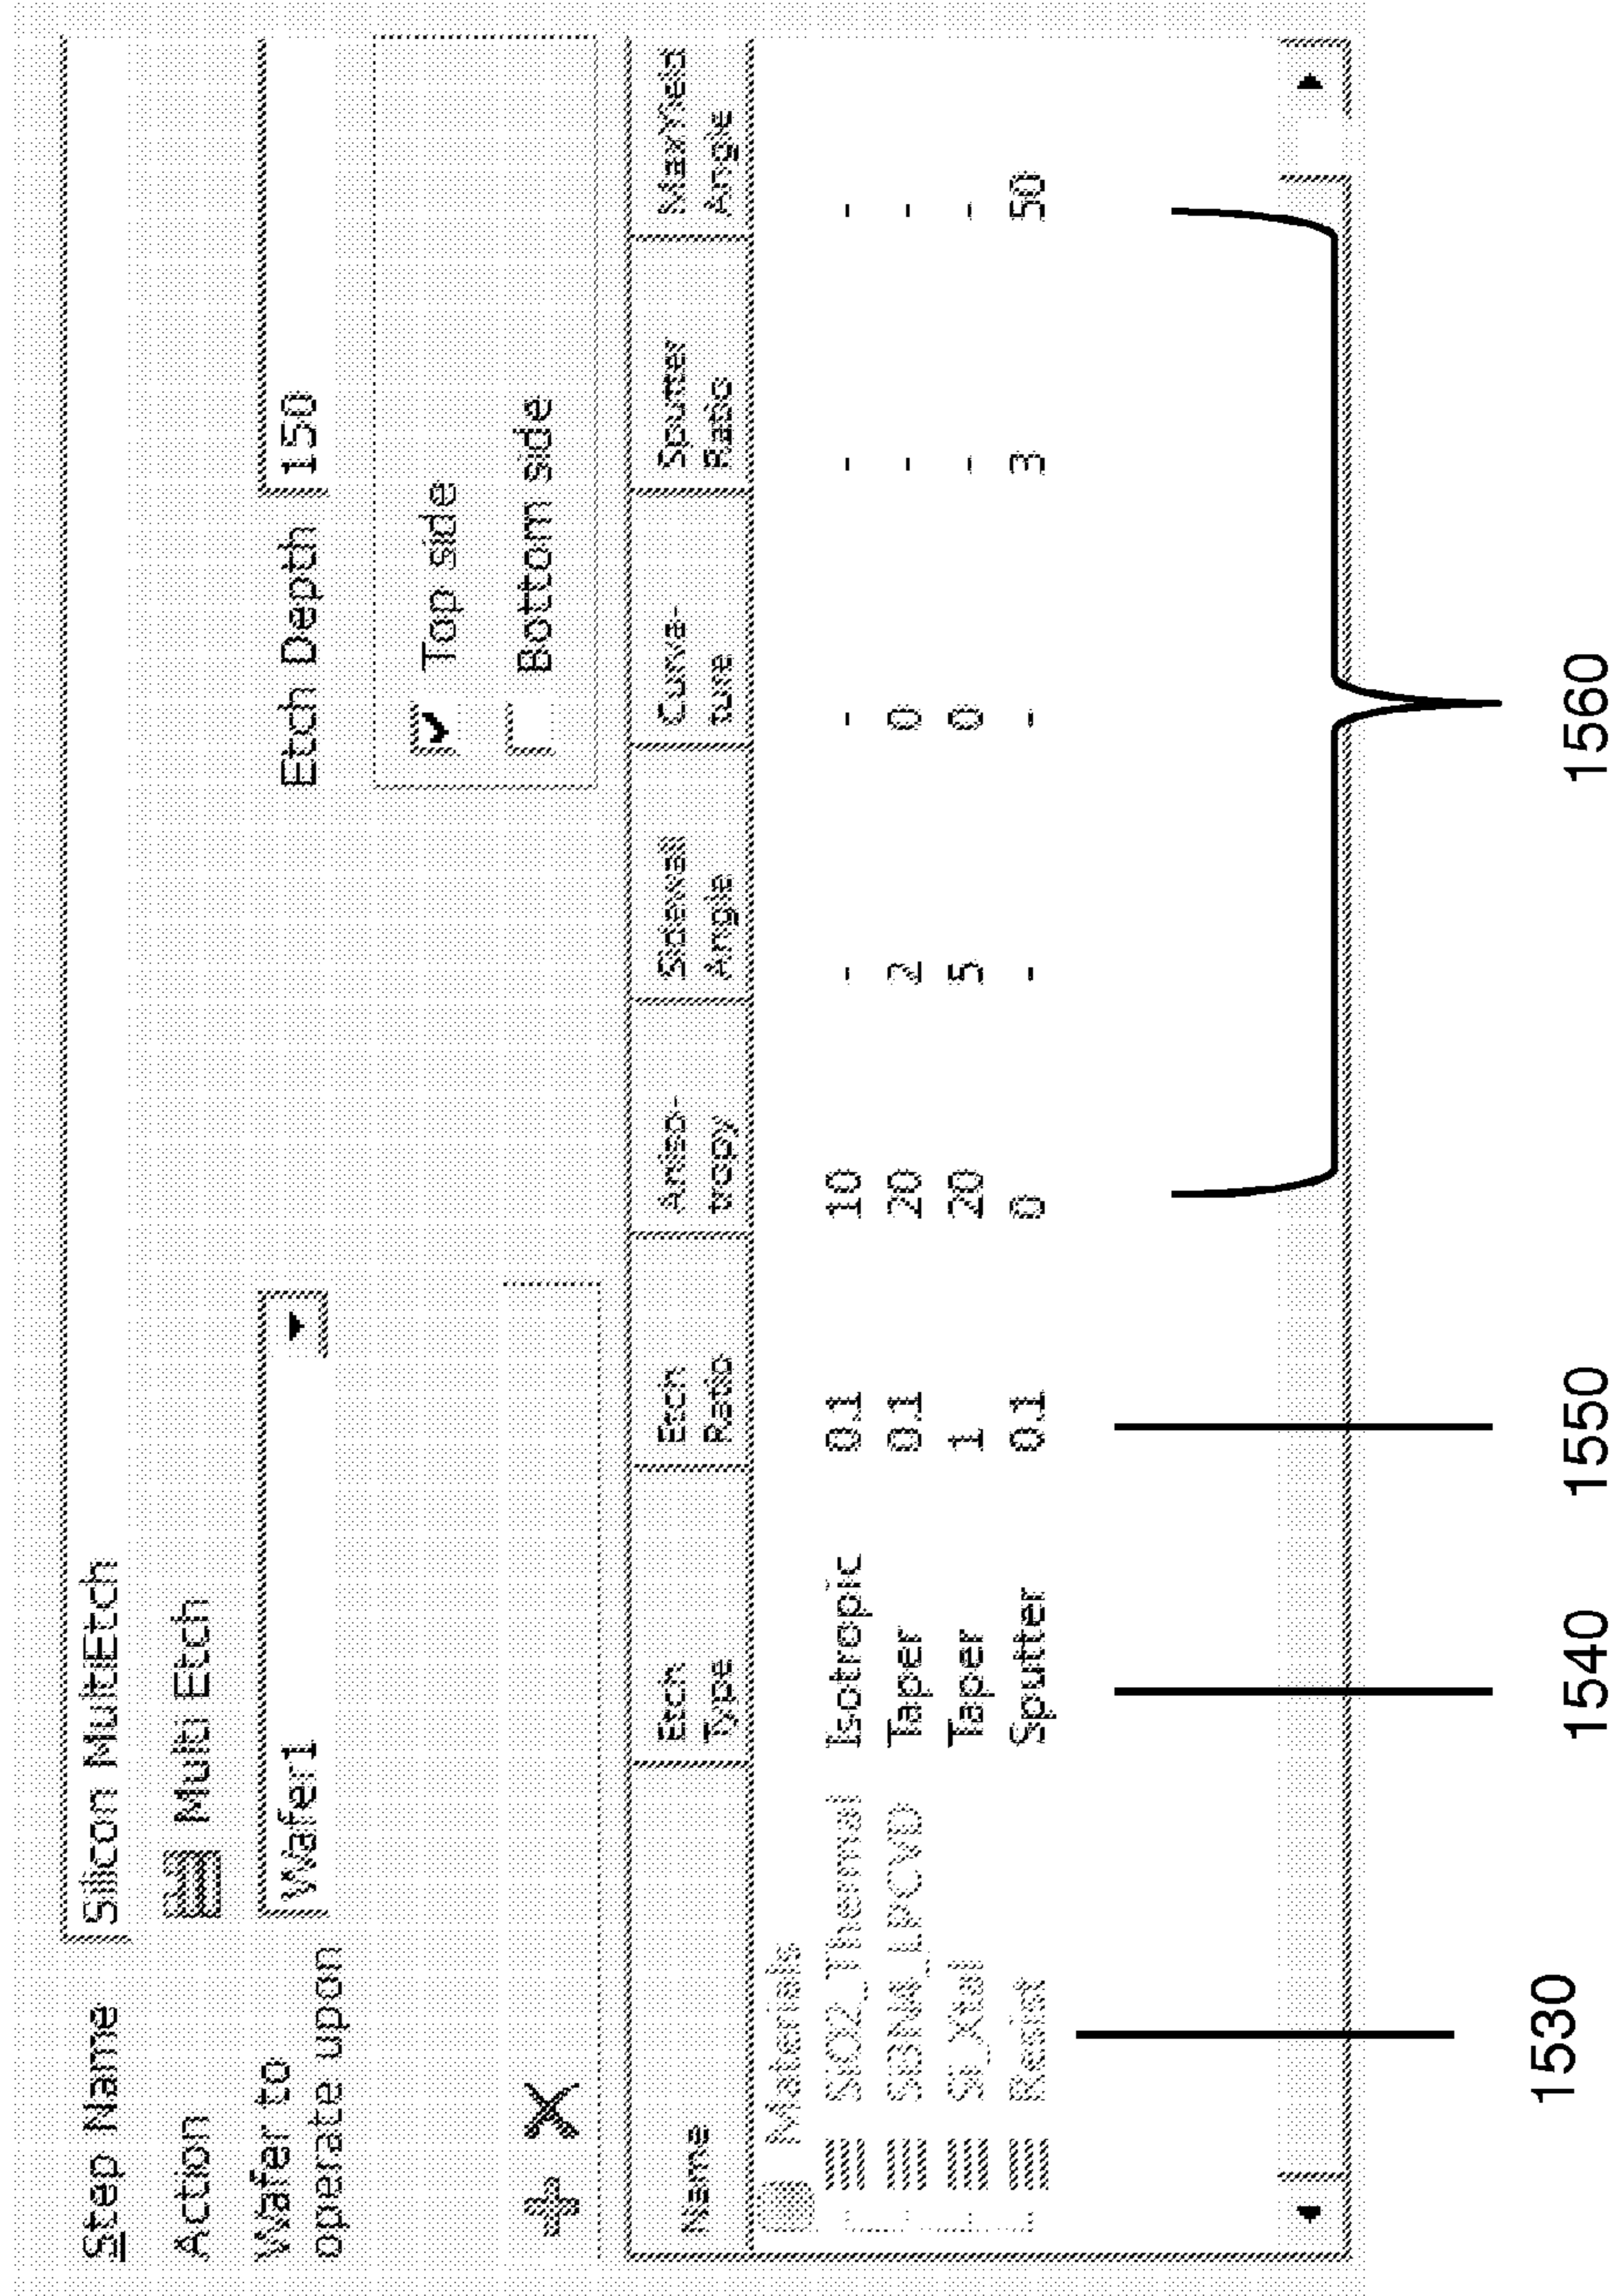 Step Name Silicon MultiEtch
Action Multi Etch
Wafer to Wafer1 Etch Depth 150
operate upon
Top side
Bottom side
Name Etch Etch Aniso- Sidewall Curva- Sputter MaxYield
Type Ratio tropy Angle ture Ratio Angle
Materials
SiO2_Thermal Isotropic 0.1 10 - - - -
Si3N4_LPCVD Taper 0.1 20 2 0 - -
Si_Xtal Taper 1 20 5 0 - -
Resist Sputter 0.1 0 - - 3 50
1530 1540 1550 1560